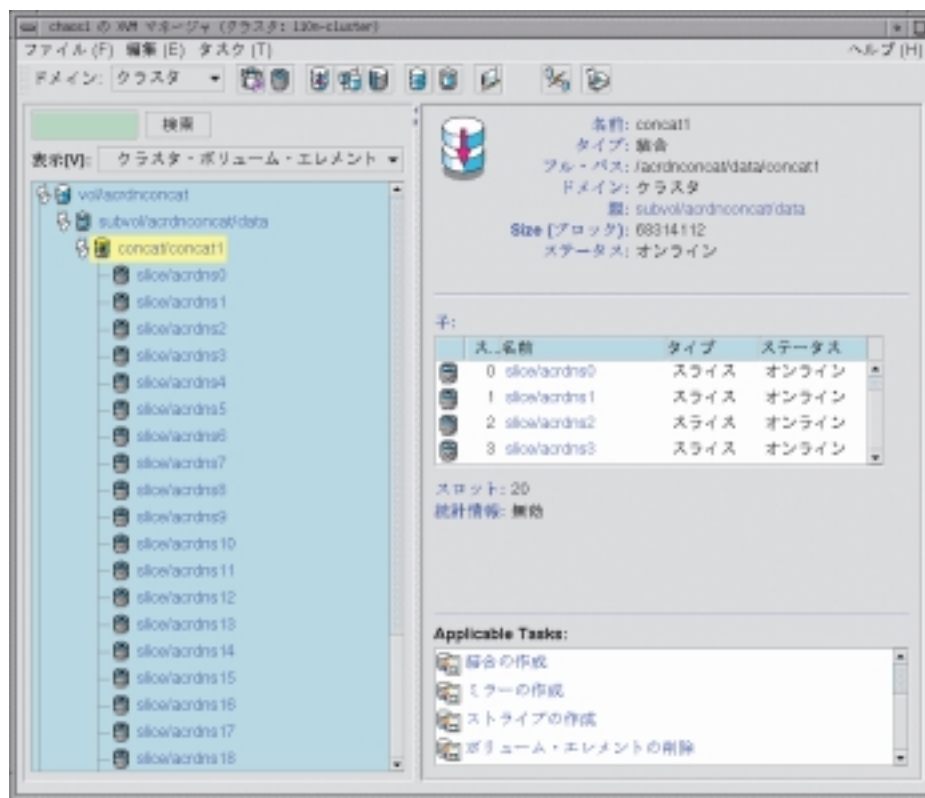 chaos1 の XVM マネージャ (クラスタ: l10n-cluster)
ファイル (F) 編集 (E) タスク (T) ヘルプ (H)
ドメイン: クラスタ
検索
表示[V]: クラスタ・ボリューム・エレメント
vol/acrdnconcat
subvol/acrdnconcat/data
concat/concat1
slice/acrdns0
slice/acrdns1
slice/acrdns2
slice/acrdns3
slice/acrdns4
slice/acrdns5
slice/acrdns6
slice/acrdns7
slice/acrdns8
slice/acrdns9
slice/acrdns10
slice/acrdns11
slice/acrdns12
slice/acrdns13
slice/acrdns14
slice/acrdns15
slice/acrdns16
slice/acrdns17
slice/acrdns18
名前: concat1
タイプ: 結合
フル・パス: /acrdnconcat/data/concat1
ドメイン: クラスタ
親: subvol/acrdnconcat/data
Size (ブロック): 68314112
ステータス: オンライン
子:
ス... 名前 タイプ ステータス
0 slice/acrdns0 スライス オンライン
1 slice/acrdns1 スライス オンライン
2 slice/acrdns2 スライス オンライン
3 slice/acrdns3 スライス オンライン
スロット: 20
統計情報: 無効
Applicable Tasks:
結合の作成
ミラーの作成
ストライプの作成
ボリューム・エレメントの削除